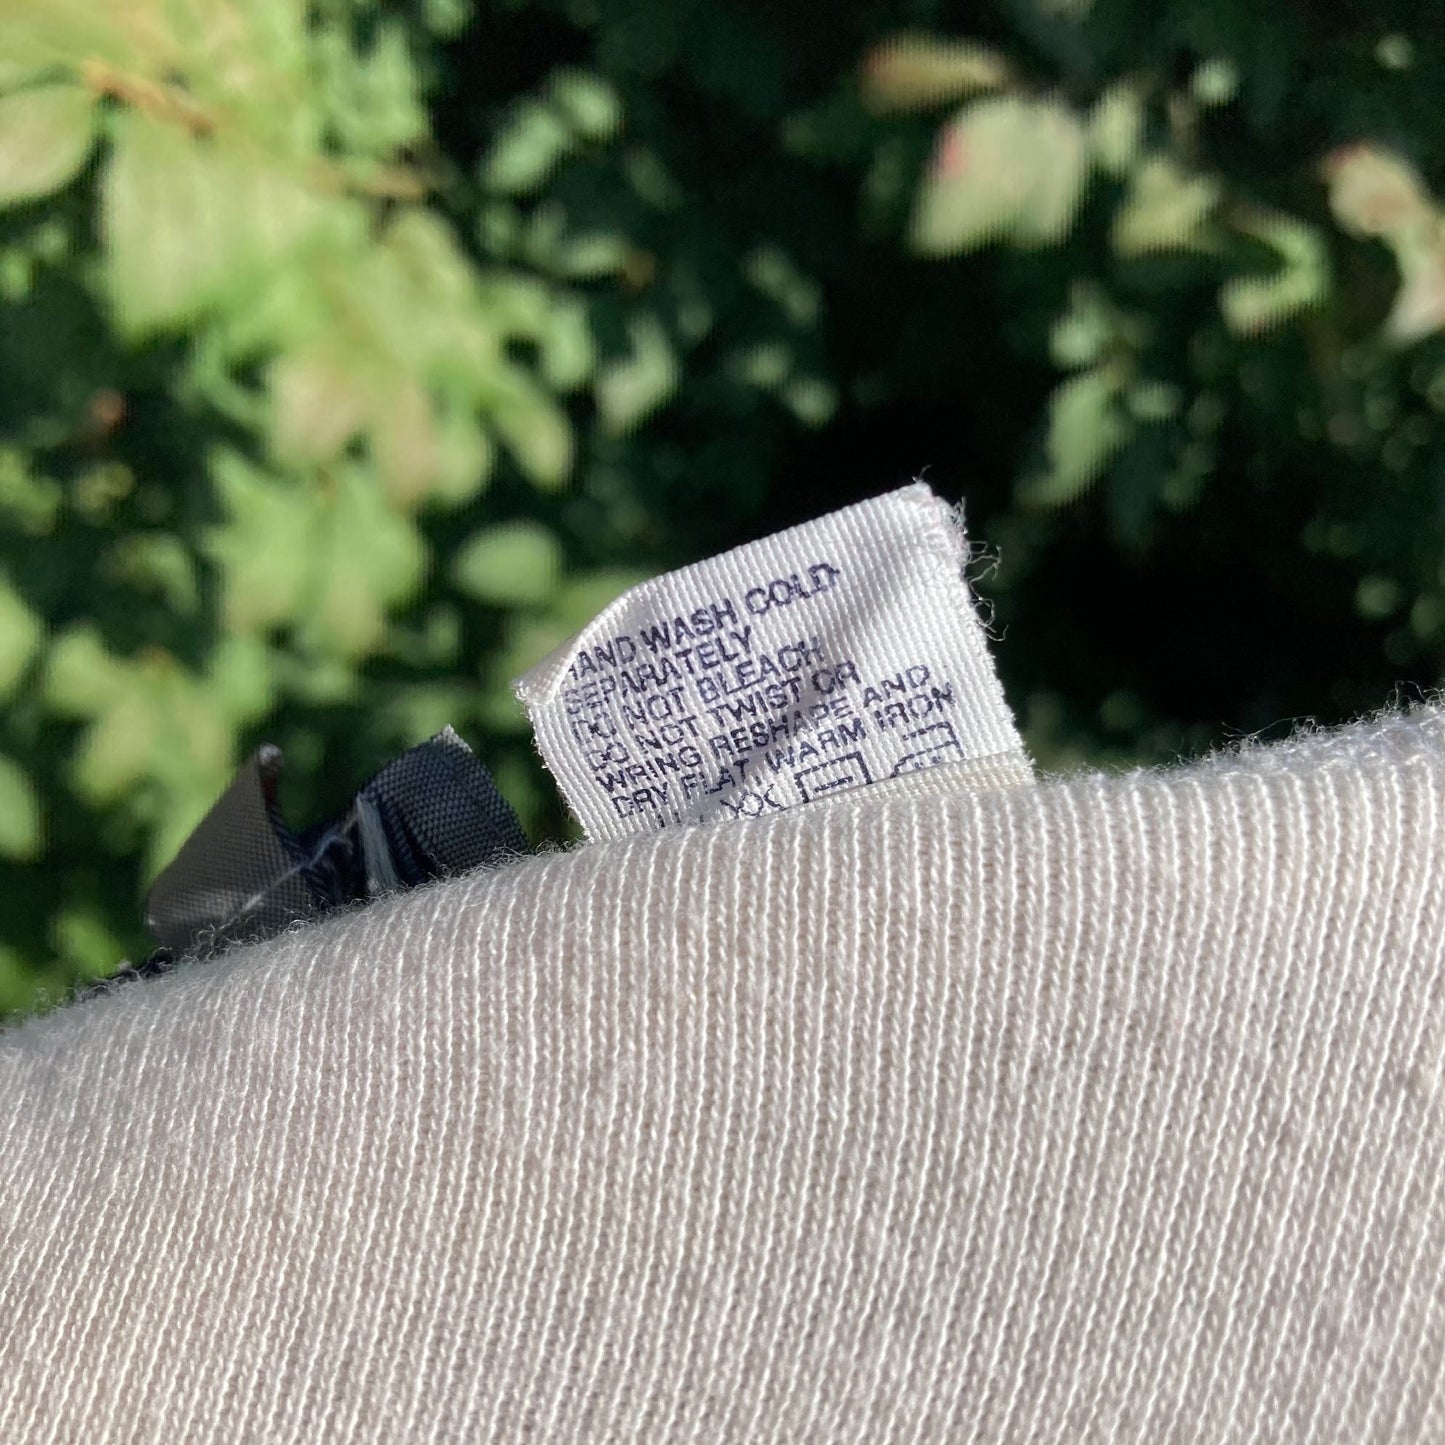 HAND WASH COLD
SEPARATELY
DO NOT BLEACH
DO NOT TWIST OR
WRING, RESHAPE AND
DRY FLAT, WARM IRON